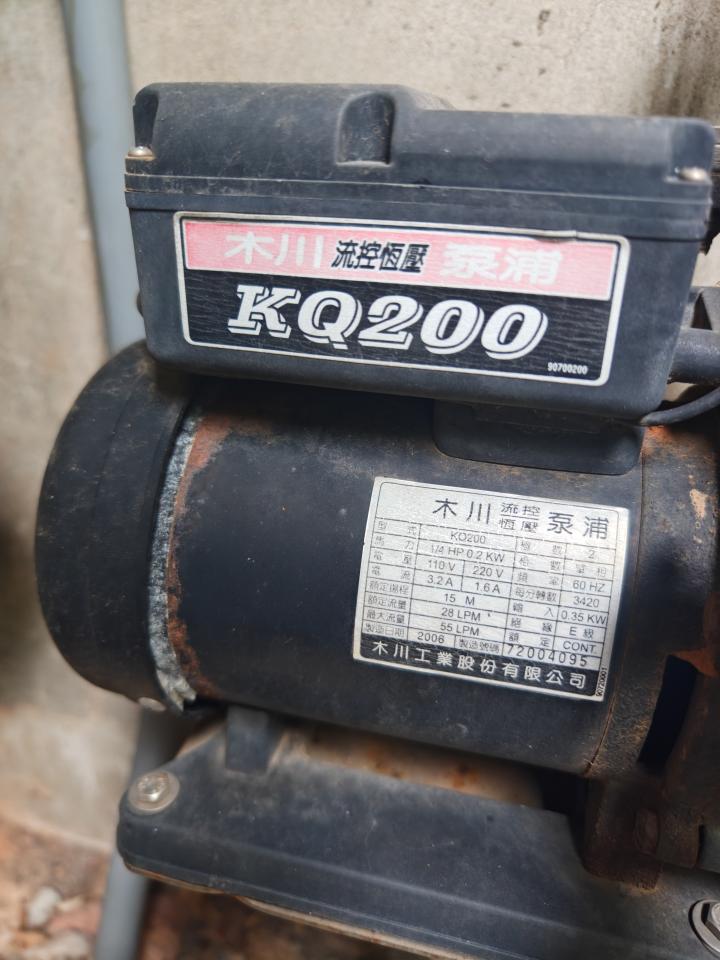 木川 流控恆壓 泵浦
KQ200
90700200
木川 流控恆壓 泵浦
型式 KQ200 極數 2
馬力 1/4 HP 0.2 KW 相數 單相
電壓 110 V 220 V 頻率 60 HZ
電流 3.2 A 1.6 A 每分轉數 3420
額定揚程 15 M 輸入 0.35 KW
額定流量 28 LPM 絕緣 E 級
最大流量 55 LPM 額定 CONT.
製造日期 2006 製造號碼 72004095
木川工業股份有限公司
90720001